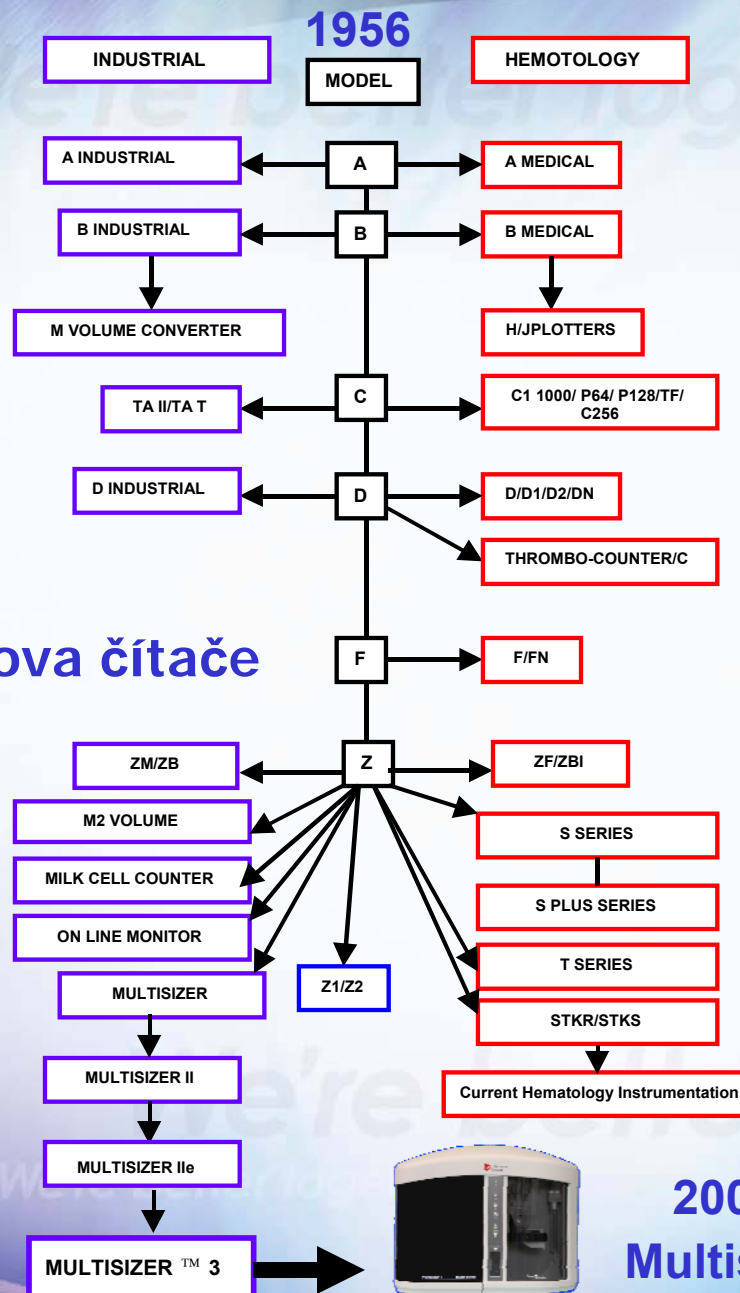 1956
INDUSTRIAL
HEMOTOLOGY
MODEL
A INDUSTRIAL
A
A MEDICAL
B INDUSTRIAL
B
B MEDICAL
M VOLUME CONVERTER
H/JPLOTTERS
TA II/TA T
C
C1 1000/ P64/ P128/TF/
C256
D INDUSTRIAL
D
D/D1/D2/DN
THROMBO-COUNTER/C
ova čítače
F
F/FN
ZM/ZB
Z
ZF/ZBI
M2 VOLUME
S SERIES
MILK CELL COUNTER
S PLUS SERIES
ON LINE MONITOR
T SERIES
MULTISIZER
Z1/Z2
STKR/STKS
MULTISIZER II
Current Hematology Instrumentation
MULTISIZER IIe
200
MULTISIZER ™ 3
Multis